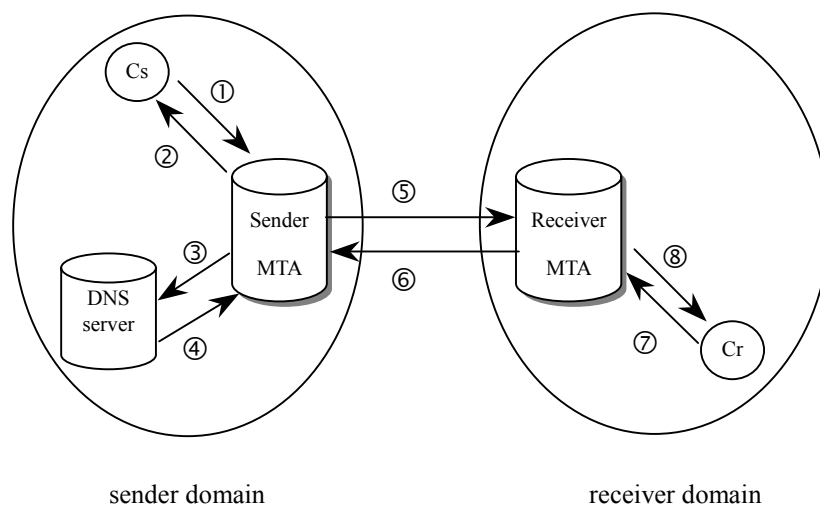 Cs
①
②
⑤
Sender
MTA
Receiver
MTA
③
⑧
⑥
DNS
server
④
⑦
Cr
sender domain
receiver domain